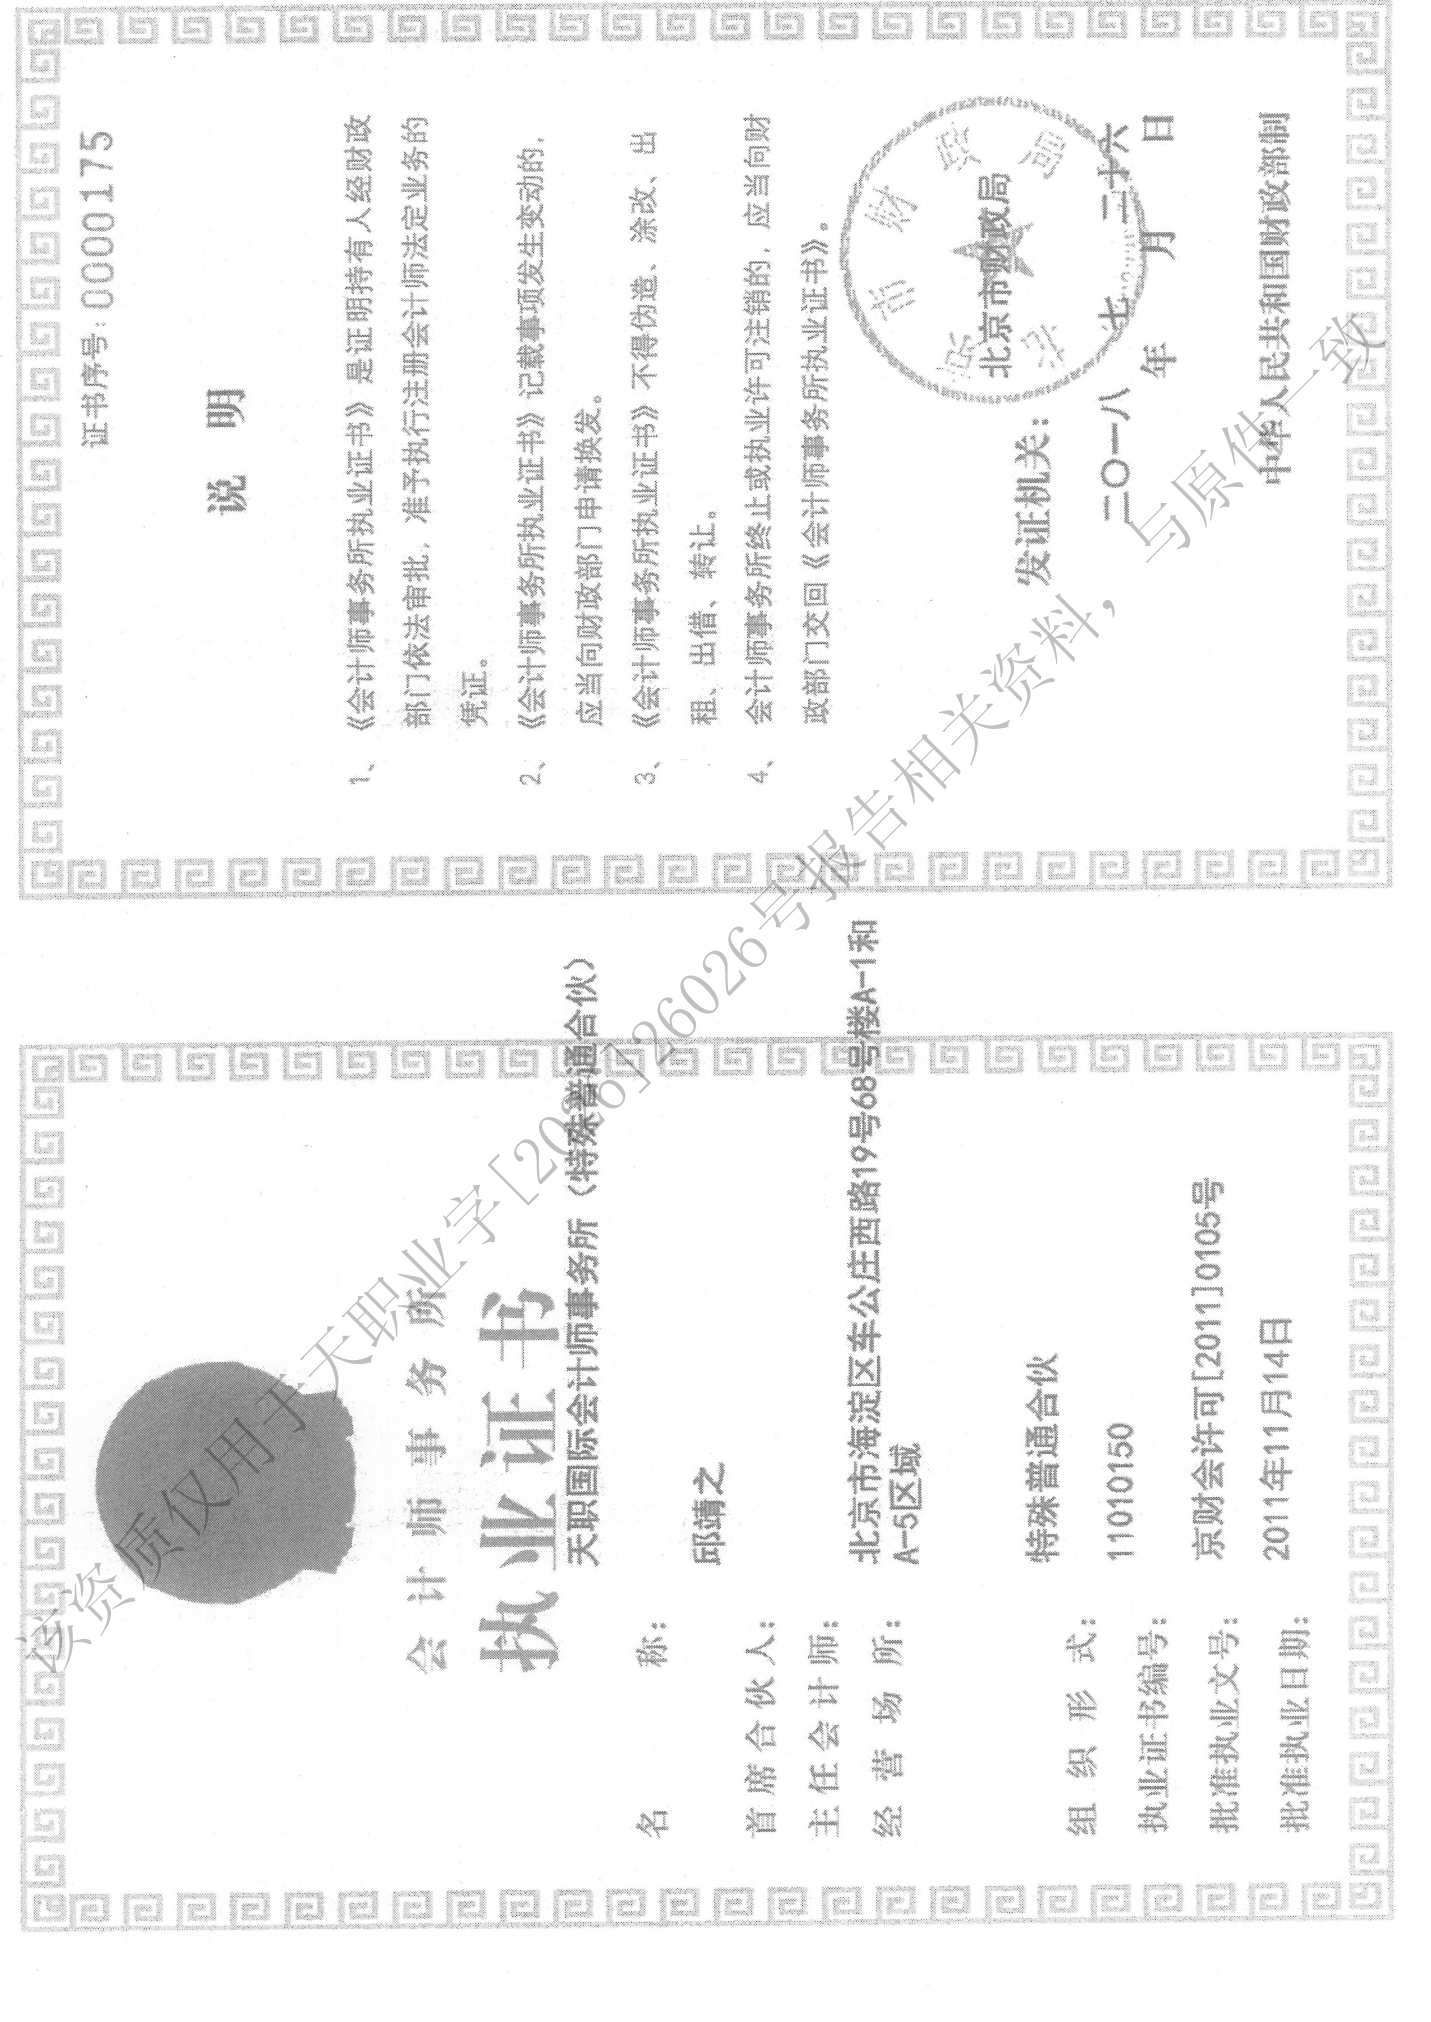 会计师事务所
执业证书
名称：
天职国际会计师事务所（特殊普通合伙）
首席合伙人：
邱靖之
主任会计师：
经营场所：
北京市海淀区车公庄西路19号68号楼A-1和
A-5区域
组织形式：
特殊普通合伙
执业证书编号：
11010150
批准执业文号：
京财会许可[2011]0105号
批准执业日期：
2011年11月14日
证书序号：0000175
说明
1、《会计师事务所执业证书》是证明持有人经财政
部门依法审批，准予执行注册会计师法定业务的
凭证。
2、《会计师事务所执业证书》记载事项发生变动的，
应当向财政部门申请换发。
3、《会计师事务所执业证书》不得伪造、涂改、出
租、出借、转让。
4、会计师事务所终止或执业许可注销的，应当向财
政部门交回《会计师事务所执业证书》。
发证机关：
北京市财政局
北京市财政局
二〇一八年七月二十六日
中华人民共和国财政部制
该资质仅用于天职业字[2026]26026号报告相关资料，与原件一致